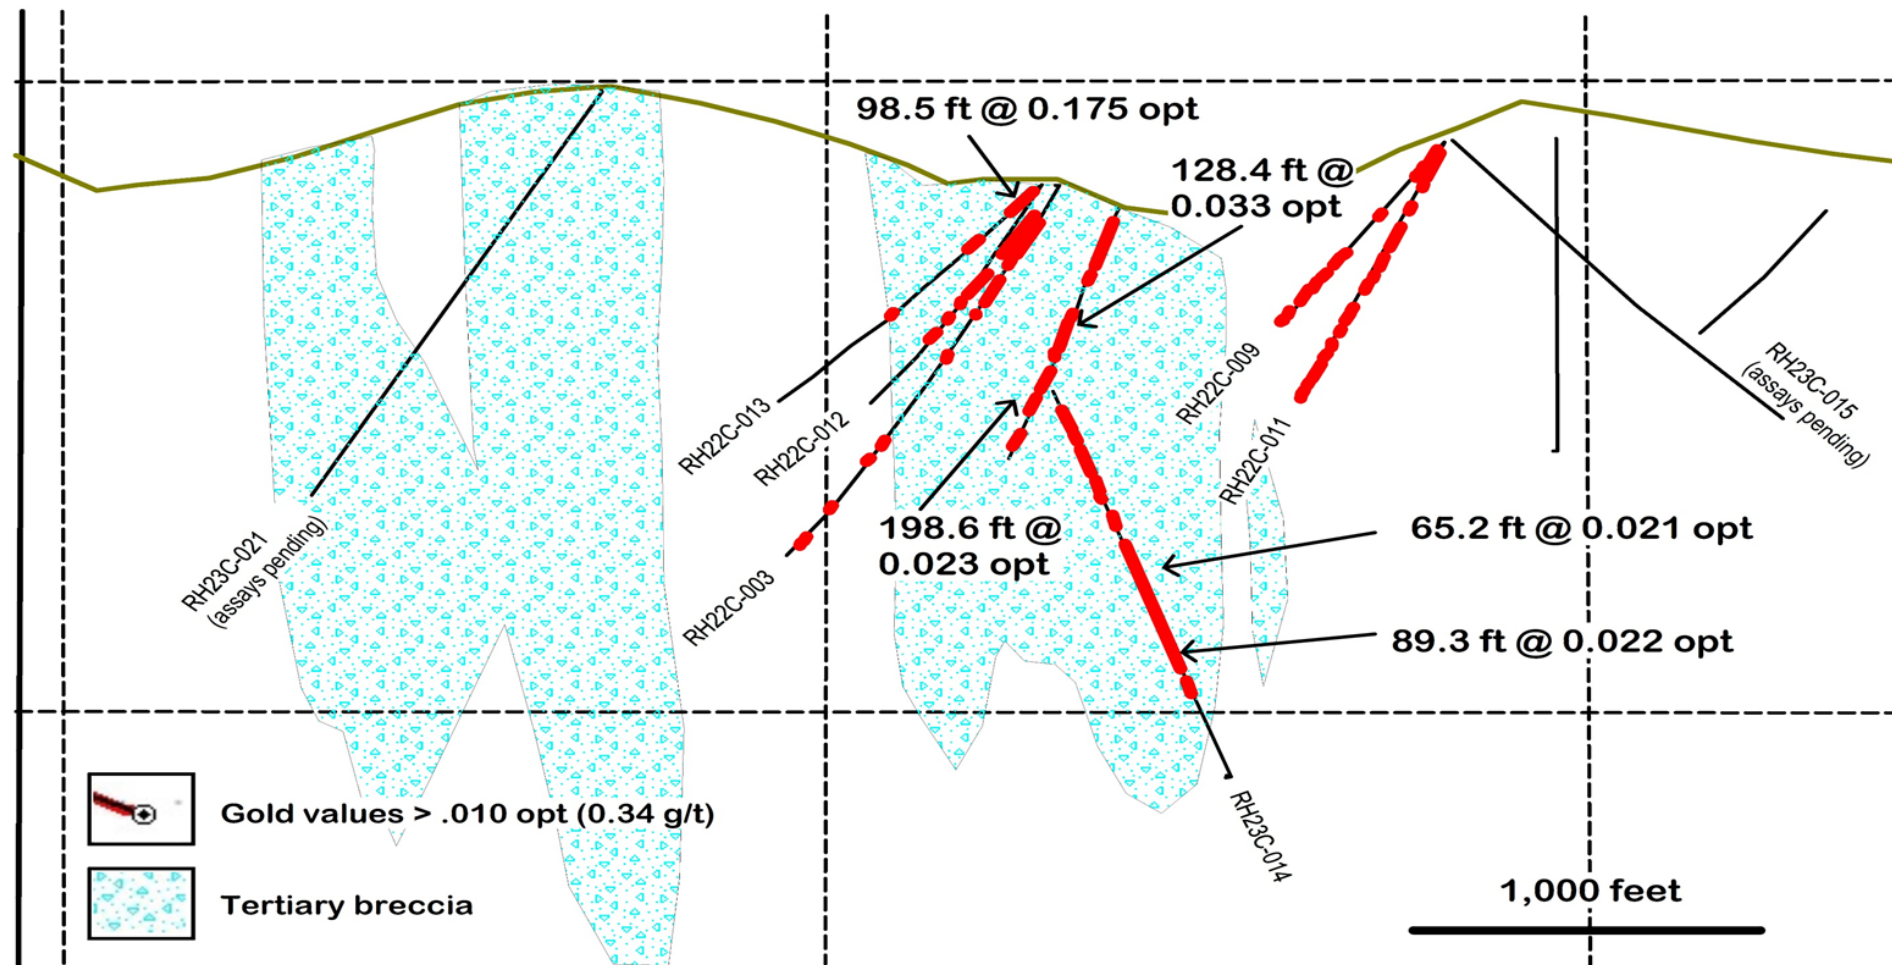 98.5 ft @ 0.175 opt
128.4 ft @
0.033 opt
RH22C-013
RH22C-012
RH22C-003
RH22C-009
RH22C-011
RH23C-015
(assays pending)
RH23C-021
(assays pending)
198.6 ft @
0.023 opt
65.2 ft @ 0.021 opt
89.3 ft @ 0.022 opt
RH23C-014
Gold values > .010 opt (0.34 g/t)
Tertiary breccia
1,000 feet